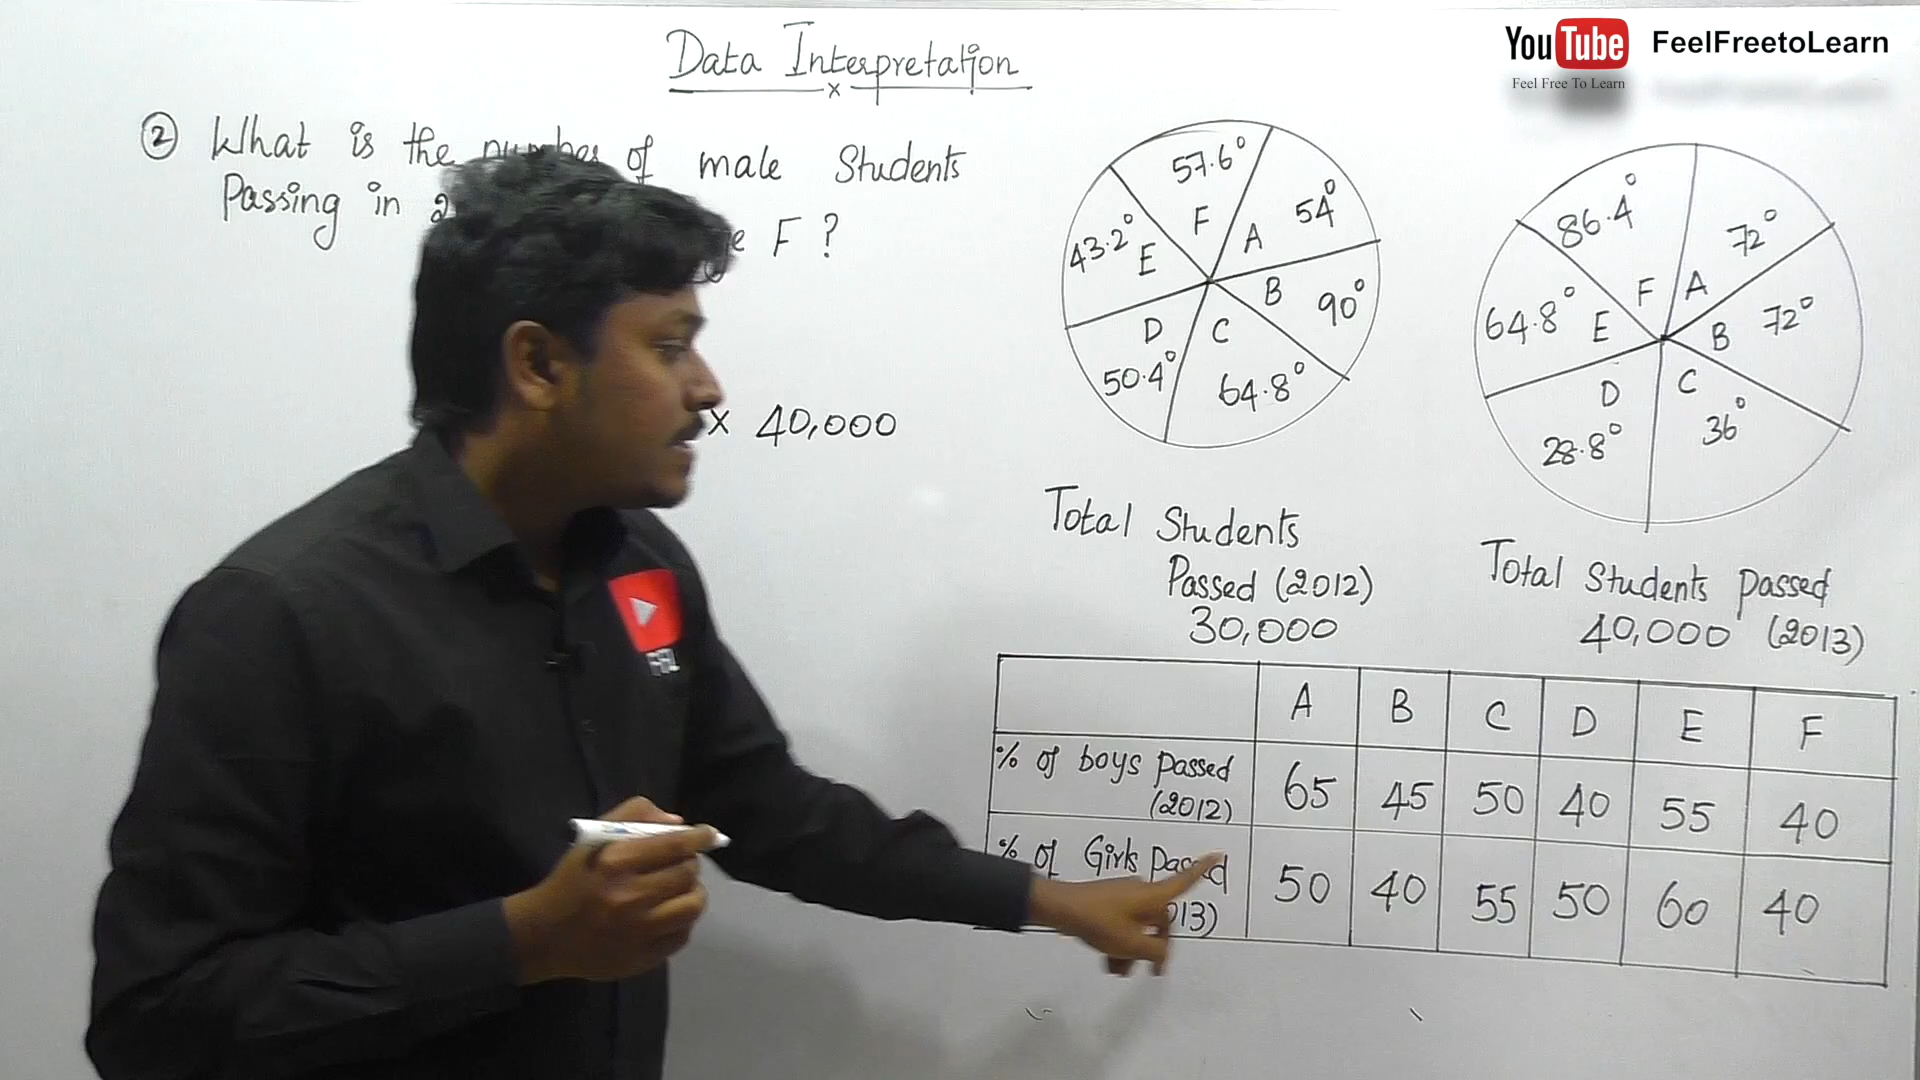 Data Interpretation
YouTube FeelFreetoLearn
Feel Free To Learn
② What is the number of male Students
Passing in 2
F ?
× 40,000
57.6°
F
54°
A
43.2°
E
B 90°
D
50.4°
C
64.8°
Total Students
Passed (2012)
30,000
86.4°
F
72°
A
64.8°
E
B 72°
D
28.8°
C
36°
Total Students passed
40,000 (2013)
A B C D E F
% of boys passed
(2012) 65 45 50 40 55 40
% of Girls passed
50 40 55 50 60 40
13)